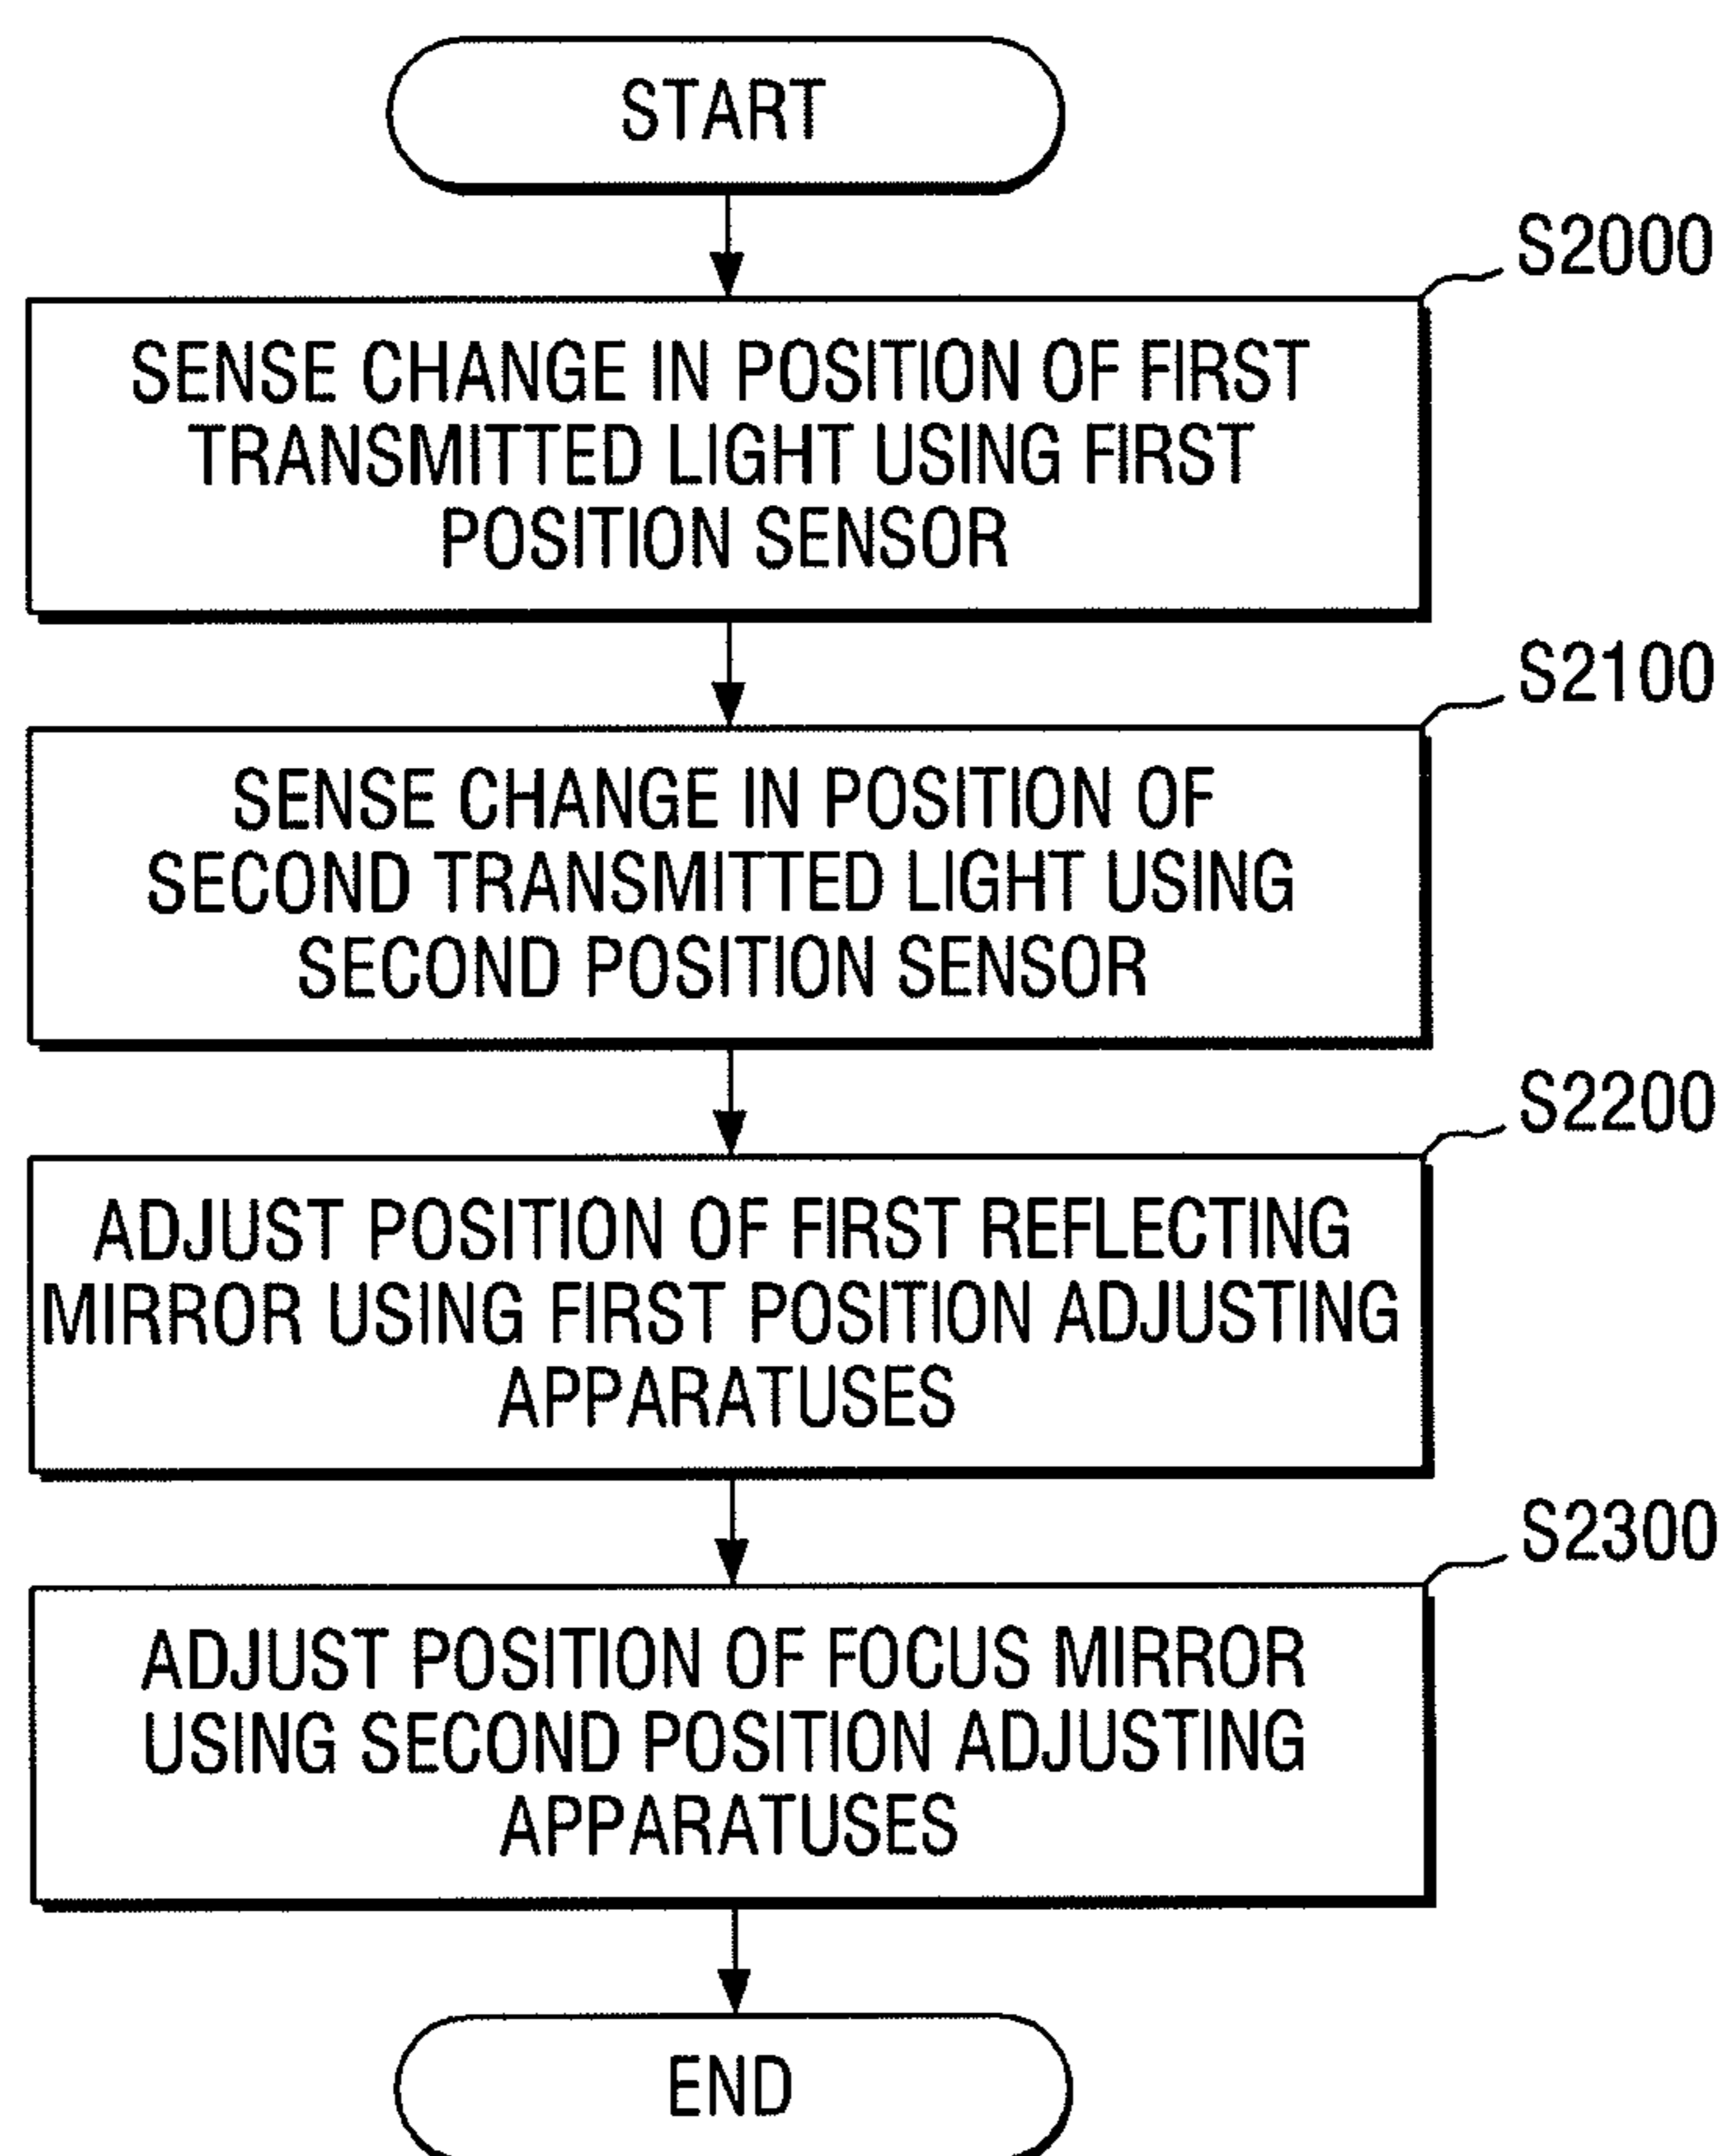 START
S2000
SENSE CHANGE IN POSITION OF FIRST
TRANSMITTED LIGHT USING FIRST
POSITION SENSOR
S2100
SENSE CHANGE IN POSITION OF
SECOND TRANSMITTED LIGHT USING
SECOND POSITION SENSOR
S2200
ADJUST POSITION OF FIRST REFLECTING
MIRROR USING FIRST POSITION ADJUSTING
APPARATUSES
S2300
ADJUST POSITION OF FOCUS MIRROR
USING SECOND POSITION ADJUSTING
APPARATUSES
END